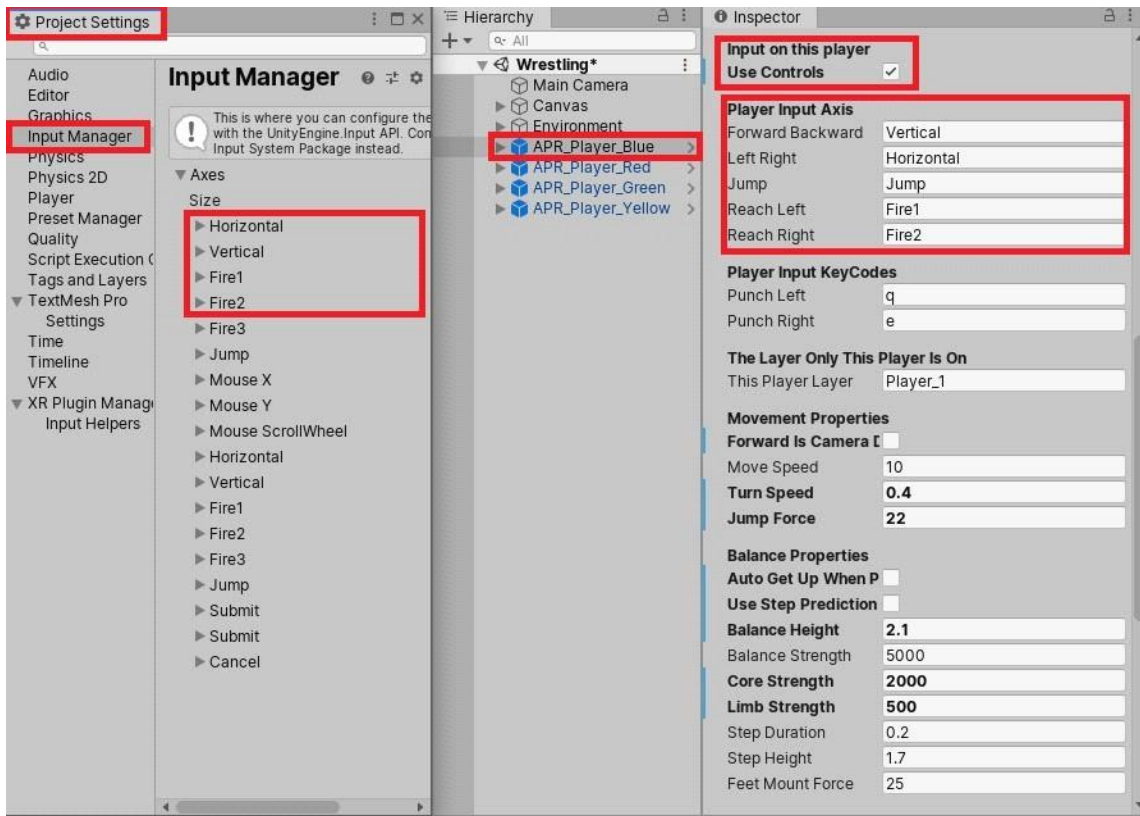 Project Settings
Audio
Editor
Graphics
Input Manager
Physics
Physics 2D
Player
Preset Manager
Quality
Script Execution
Tags and Layers
TextMesh Pro
Settings
Time
Timeline
VFX
XR Plugin Manag
Input Helpers
Input Manager
This is where you can configure the
with the UnityEngine.Input API. Con
Input System Package instead.
Axes
Size
Horizontal
Vertical
Fire1
Fire2
Fire3
Jump
Mouse X
Mouse Y
Mouse ScrollWheel
Horizontal
Vertical
Fire1
Fire2
Fire3
Jump
Submit
Submit
Cancel
Hierarchy
All
Wrestling*
Main Camera
Canvas
Environment
APR_Player_Blue
APR_Player_Red
APR_Player_Green
APR_Player_Yellow
Inspector
Input on this player
Use Controls
Player Input Axis
Forward Backward Vertical
Left Right Horizontal
Jump Jump
Reach Left Fire1
Reach Right Fire2
Player Input KeyCodes
Punch Left q
Punch Right e
The Layer Only This Player Is On
This Player Layer Player_1
Movement Properties
Forward Is Camera D
Move Speed 10
Turn Speed 0.4
Jump Force 22
Balance Properties
Auto Get Up When P
Use Step Prediction
Balance Height 2.1
Balance Strength 5000
Core Strength 2000
Limb Strength 500
Step Duration 0.2
Step Height 1.7
Feet Mount Force 25